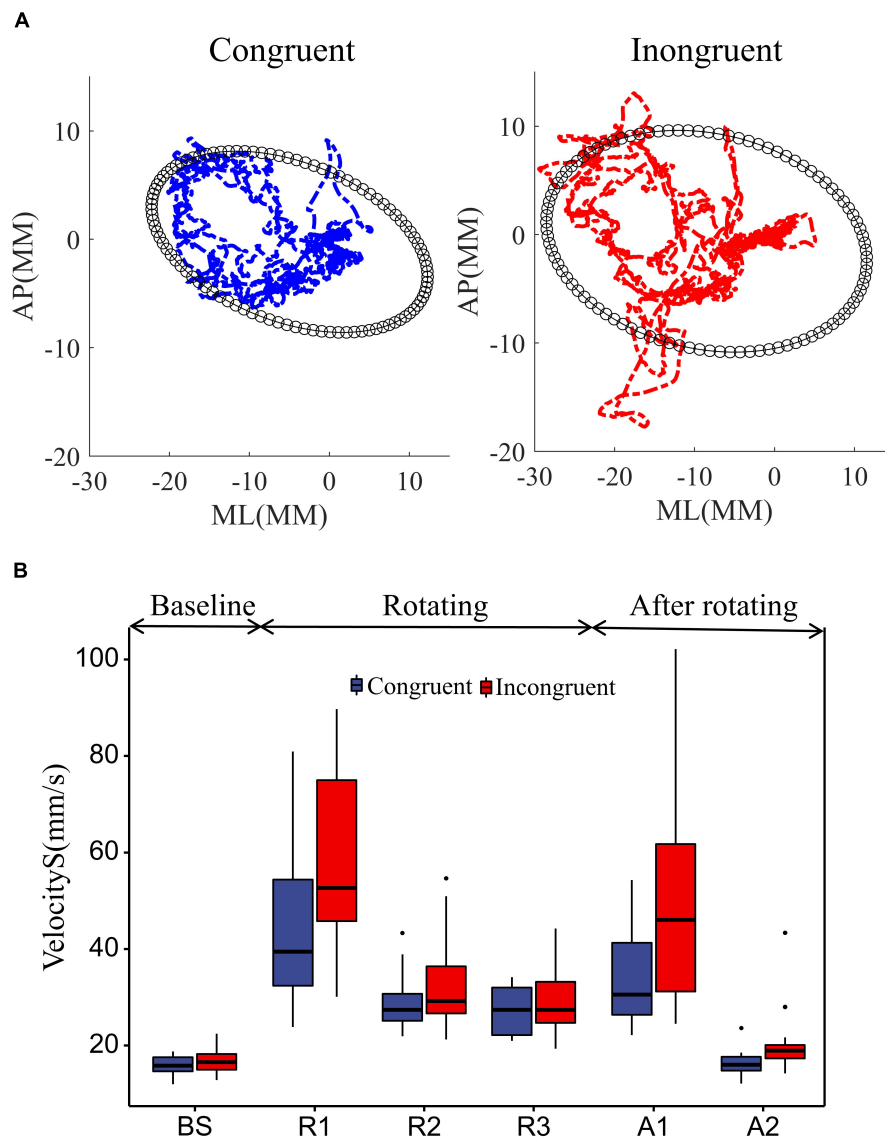 A
Congruent
Inongruent
10
0
-10
-20
AP(MM)
-30
-20
-10
0
10
ML(MM)
10
0
-10
-20
AP(MM)
-30
-20
-10
0
10
ML(MM)
B
Baseline
Rotating
After rotating
Congruent
Incongruent
100
80
60
40
20
VelocityS(mm/s)
BS
R1
R2
R3
A1
A2